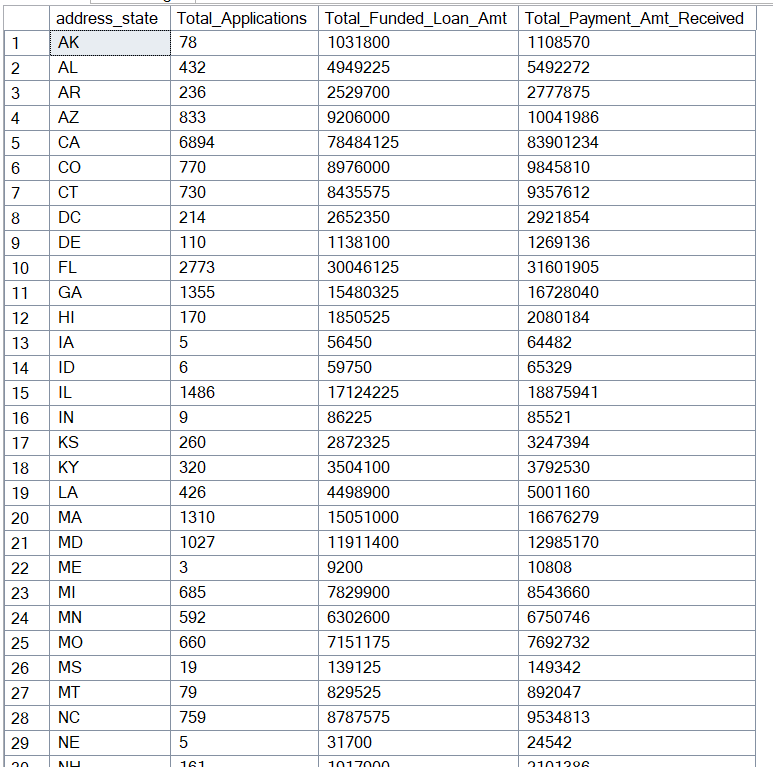 address_state Total_Applications Total_Funded_Loan_Amt Total_Payment_Amt_Received
1 AK 78 1031800 1108570
2 AL 432 4949225 5492272
3 AR 236 2529700 2777875
4 AZ 833 9206000 10041986
5 CA 6894 78484125 83901234
6 CO 770 8976000 9845810
7 CT 730 8435575 9357612
8 DC 214 2652350 2921854
9 DE 110 1138100 1269136
10 FL 2773 30046125 31601905
11 GA 1355 15480325 16728040
12 HI 170 1850525 2080184
13 IA 5 56450 64482
14 ID 6 59750 65329
15 IL 1486 17124225 18875941
16 IN 9 86225 85521
17 KS 260 2872325 3247394
18 KY 320 3504100 3792530
19 LA 426 4498900 5001160
20 MA 1310 15051000 16676279
21 MD 1027 11911400 12985170
22 ME 3 9200 10808
23 MI 685 7829900 8543660
24 MN 592 6302600 6750746
25 MO 660 7151175 7692732
26 MS 19 139125 149342
27 MT 79 829525 892047
28 NC 759 8787575 9534813
29 NE 5 31700 24542
30 NH 161